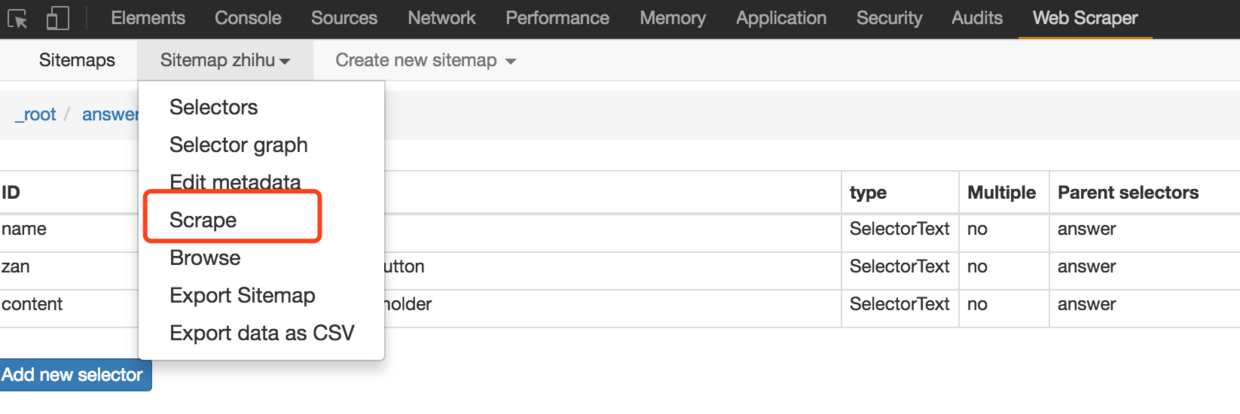 Elements Console Sources Network Performance Memory Application Security Audits Web Scraper
Sitemaps Sitemap zhihu Create new sitemap
_root / answer
Selectors
Selector graph
Edit metadata
Scrape
Browse
Export Sitemap
Export data as CSV
ID type Multiple Parent selectors
name SelectorText no answer
zan utton SelectorText no answer
content holder SelectorText no answer
Add new selector